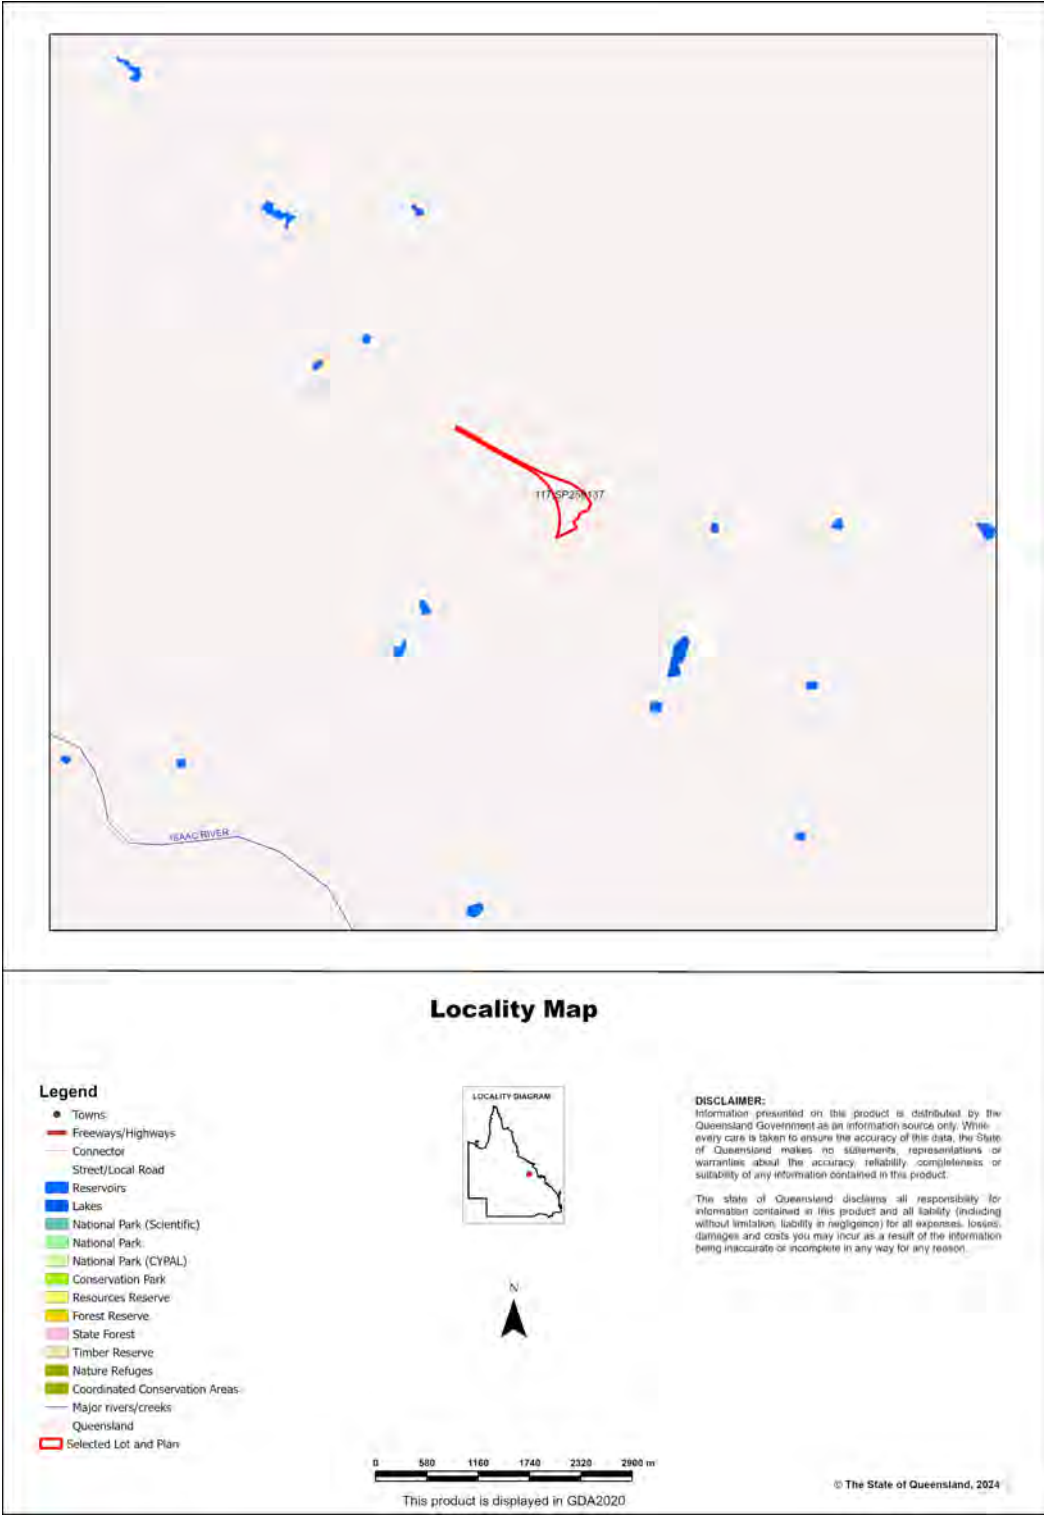 117 SP25
137
ISAAC RIVER
Locality Map
Legend
Towns
Freeways/Highways
Connector
Street/Local Road
Reservoirs
Lakes
National Park (Scientific)
National Park
National Park (CYPAL)
Conservation Park
Resources Reserve
Forest Reserve
State Forest
Timber Reserve
Nature Refuges
Coordinated Conservation Areas
Major rivers/creeks
Queensland
Selected Lot and Plan
LOCALITY DIAGRAM
N
0 580 1160 1740 2320 2900 m
This product is displayed in GDA2020
DISCLAIMER:
Information presented on this product is distributed by the
Queensland Government as an information source only. While
every care is taken to ensure the accuracy of this data, the State
of Queensland makes no statements, representations or
warranties about the accuracy, reliability, completeness or
suitability of any information contained in this product.
The state of Queensland disclaims all responsibility for
information contained in this product and all liability (including
without limitation, liability in negligence) for all expenses, losses,
damages and costs you may incur as a result of the information
being inaccurate or incomplete in any way for any reason.
© The State of Queensland, 2024